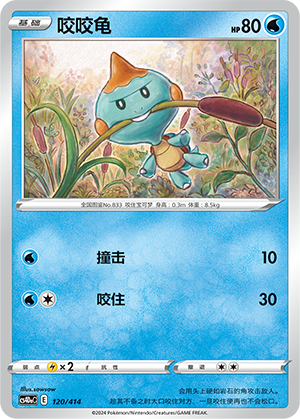 基础 咬咬龟 HP80
全国图鉴No.833 咬住宝可梦 身高：0.3m 体重：8.5kg
撞击 10
咬住 30
弱点 ×2 抗性 撤退
Illus.sowsow
CS4DaC E 120/414
会用头上硬如岩石的角攻击敌人。
趁其不备之时大口咬住对方，一旦咬住便再也不会松口。
©2024 Pokémon/Nintendo/Creatures/GAME FREAK.